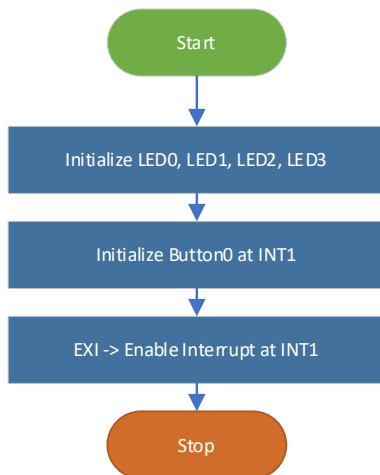 Start
Initialize LED0, LED1, LED2, LED3
Initialize Button0 at INT1
EXI -> Enable Interrupt at INT1
Stop